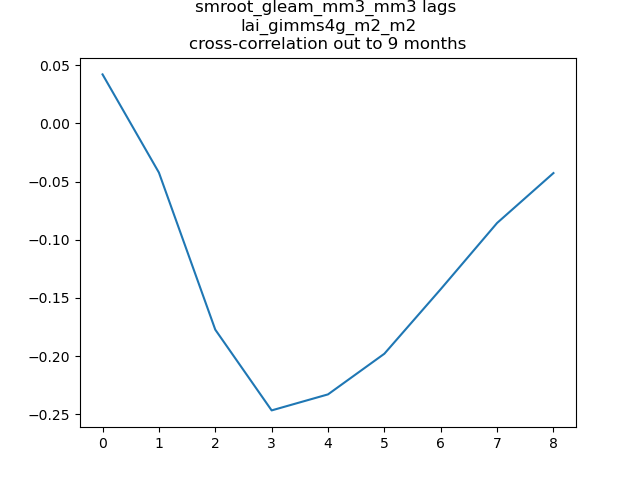 smroot_gleam_mm3_mm3 lags
lai_gimms4g_m2_m2
cross-correlation out to 9 months
0.05
0.00
−0.05
−0.10
−0.15
−0.20
−0.25
0 1 2 3 4 5 6 7 8